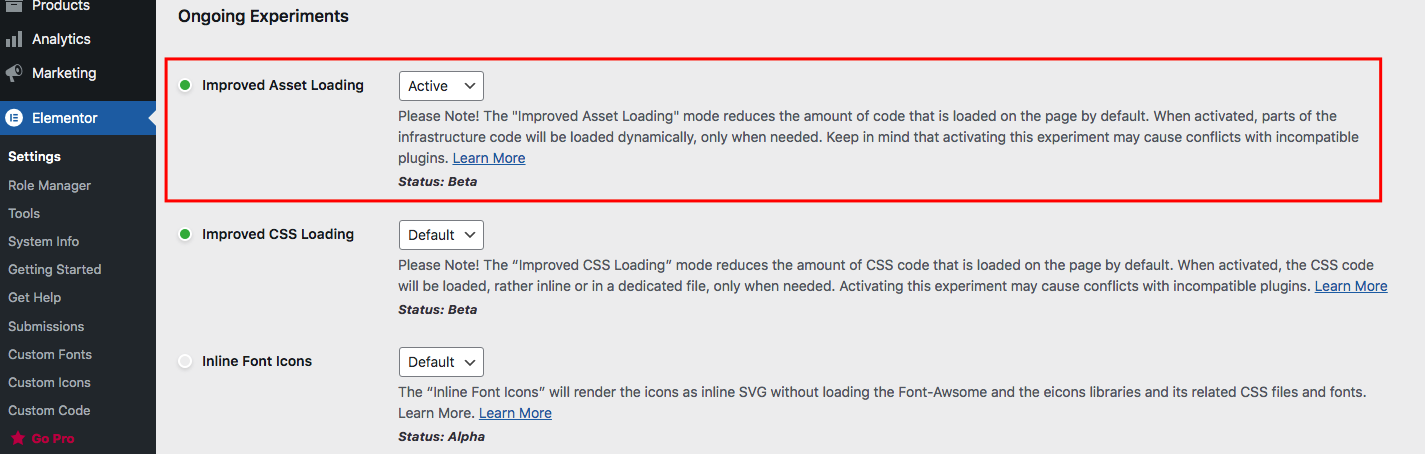 Products
Analytics
Marketing
Elementor
Settings
Role Manager
Tools
System Info
Getting Started
Get Help
Submissions
Custom Fonts
Custom Icons
Custom Code
Go Pro
Ongoing Experiments
Improved Asset Loading
Active
Please Note! The "Improved Asset Loading" mode reduces the amount of code that is loaded on the page by default. When activated, parts of the
infrastructure code will be loaded dynamically, only when needed. Keep in mind that activating this experiment may cause conflicts with incompatible
plugins. Learn More
Status: Beta
Improved CSS Loading
Default
Please Note! The “Improved CSS Loading” mode reduces the amount of CSS code that is loaded on the page by default. When activated, the CSS code
will be loaded, rather inline or in a dedicated file, only when needed. Activating this experiment may cause conflicts with incompatible plugins. Learn More
Status: Beta
Inline Font Icons
Default
The “Inline Font Icons” will render the icons as inline SVG without loading the Font-Awsome and the eicons libraries and its related CSS files and fonts.
Learn More. Learn More
Status: Alpha